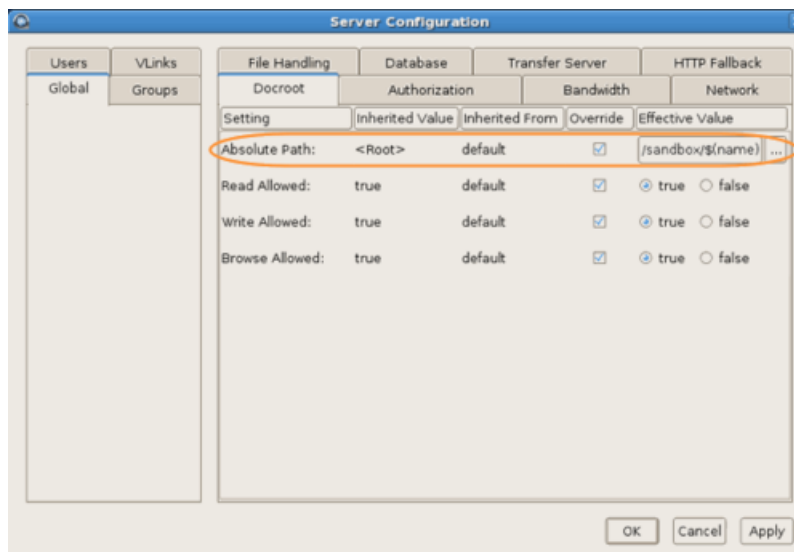 Server Configuration
Users VLinks File Handling Database Transfer Server HTTP Fallback
Global Groups Docroot Authorization Bandwidth Network
Setting Inherited Value Inherited From Override Effective Value
Absolute Path: <Root> default /sandbox/$(name) ...
Read Allowed: true default true false
Write Allowed: true default true false
Browse Allowed: true default true false
OK Cancel Apply